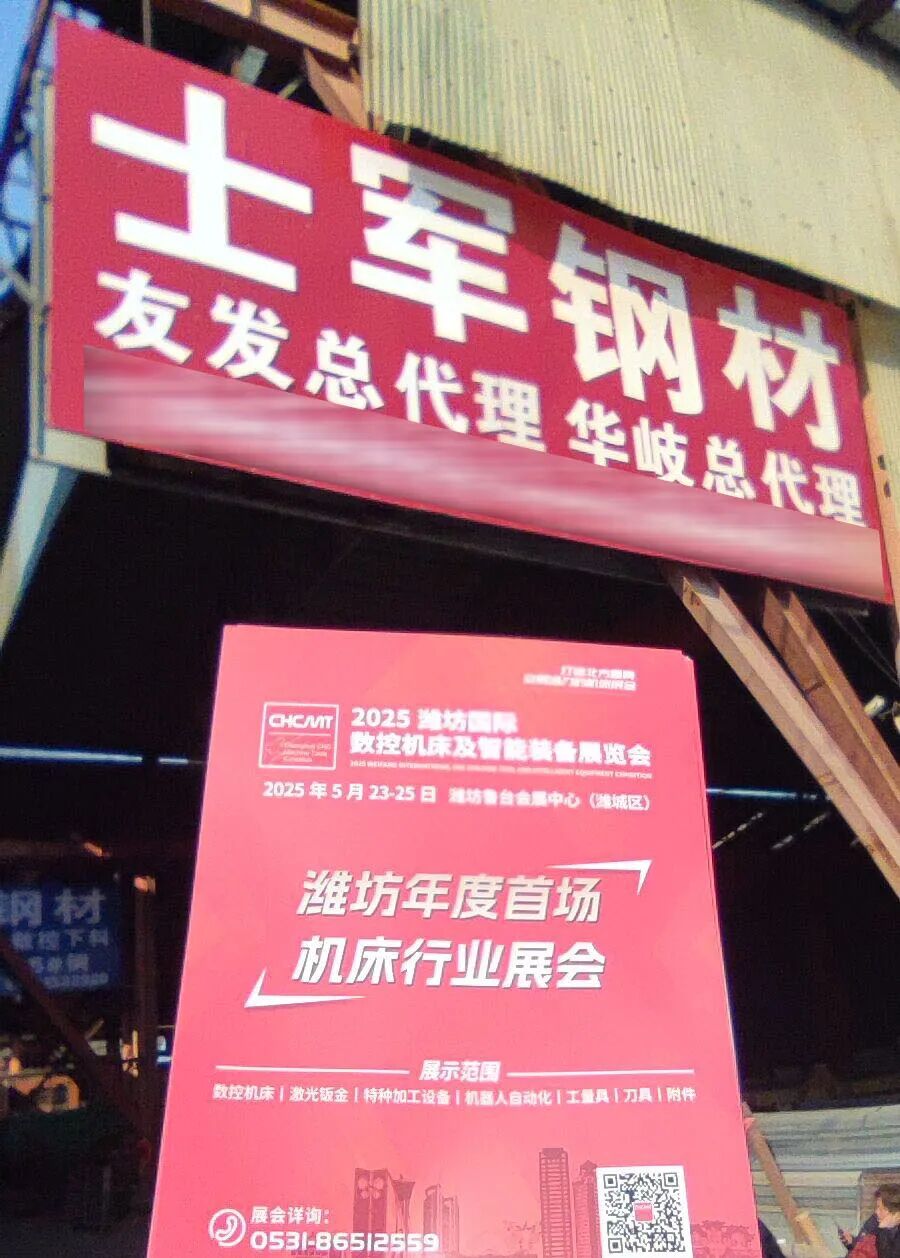 士军钢材
友发总代理 华岐总代理
CHCMT
2025 潍坊国际
数控机床及智能装备展览会
2025 年 5 月 23-25 日 潍坊鲁台会展中心（潍城区）
潍坊年度首场
机床行业展会
展示范围
数控机床 | 激光钣金 | 特种加工设备 | 机器人自动化 | 工量具 | 刀具 | 附件
展会详询：
0531-86512559
钢材
数控下料